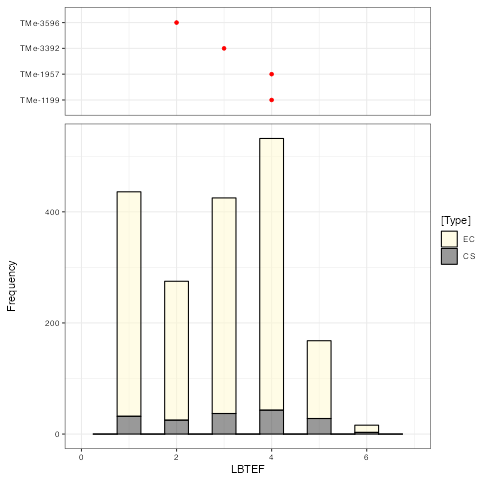 TMe-3596
TMe-3392
TMe-1957
TMe-1199
Frequency
400
200
0
0 2 4 6
LBTEF
[Type]
EC
CS